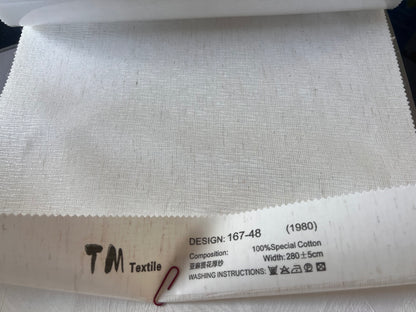 TM Textile
DESIGN: 167-48 (1980)
Composition: 100%Special Cotton
亚麻提花厚纱 Width: 280±5cm
WASHING INSTRUCTIONS: